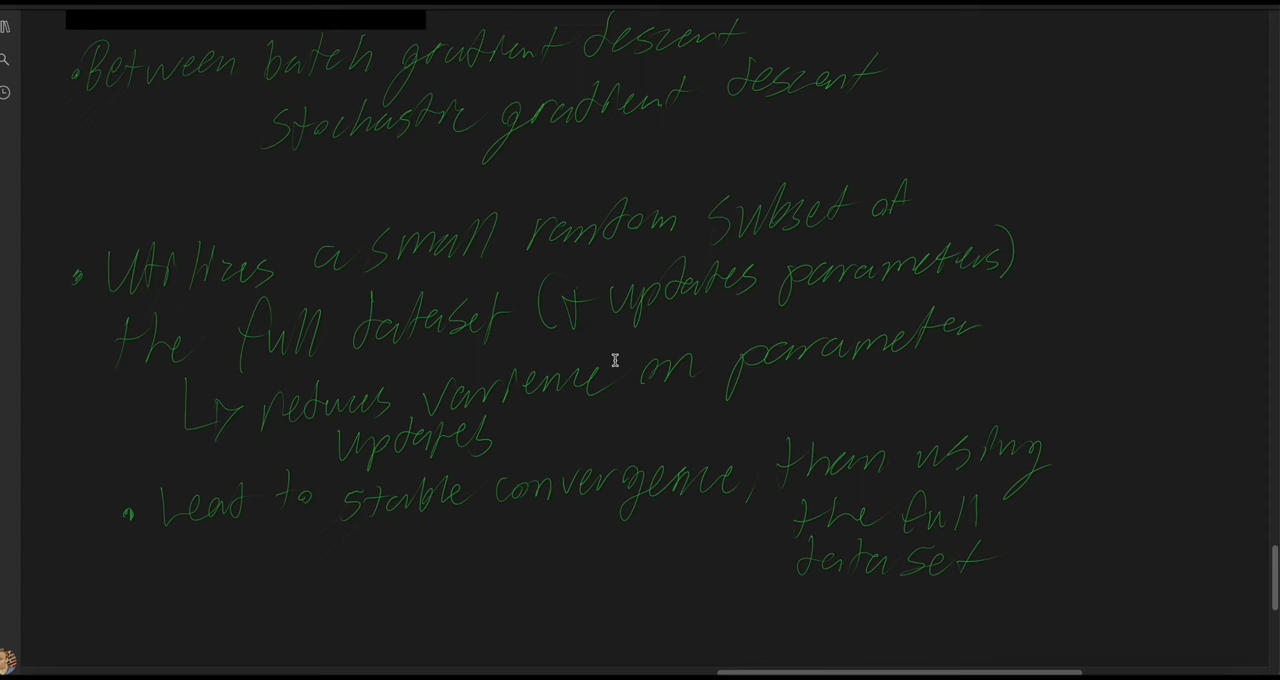 • Between batch gradient descent
stochastic gradient descent
• Utilizes a small random subset of
the full dataset (+ updates parameters)
↳ reduces varience on parameter
updates
• Lead to stable convergence, than using
the full
dataset